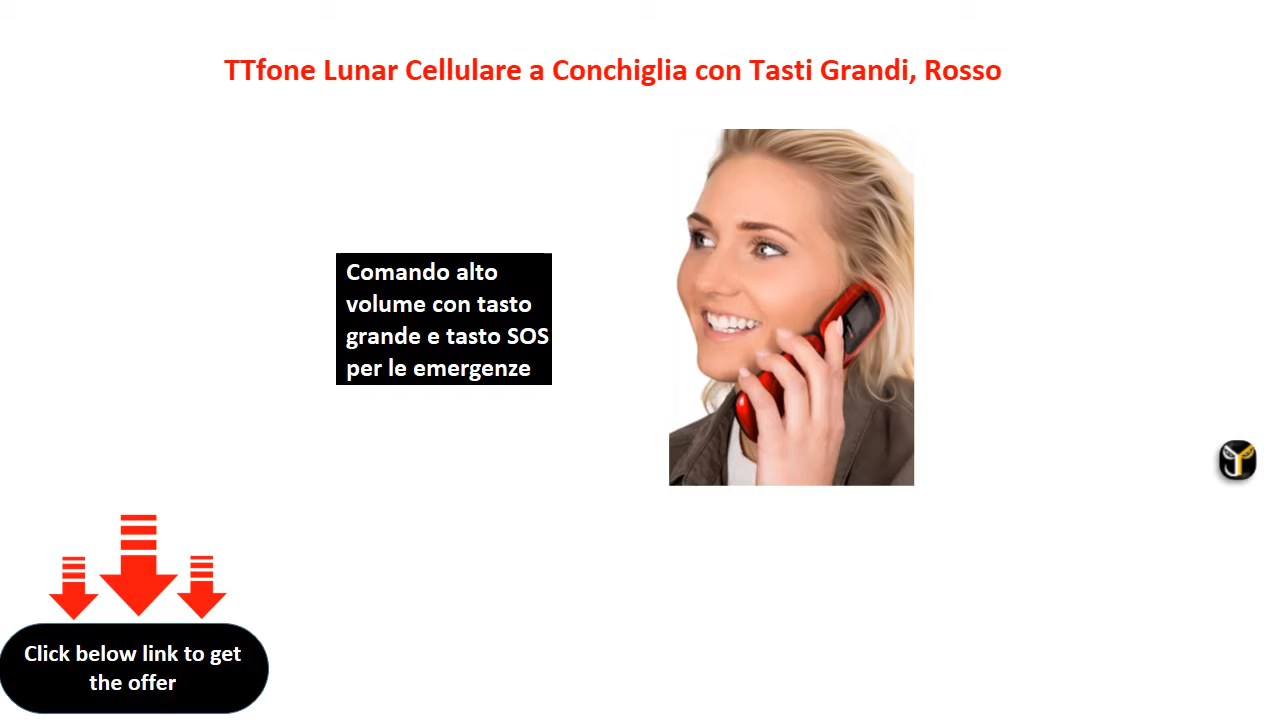 TTfone Lunar Cellulare a Conchiglia con Tasti Grandi, Rosso
Comando alto
volume con tasto
grande e tasto SOS
per le emergenze
Click below link to get
the offer